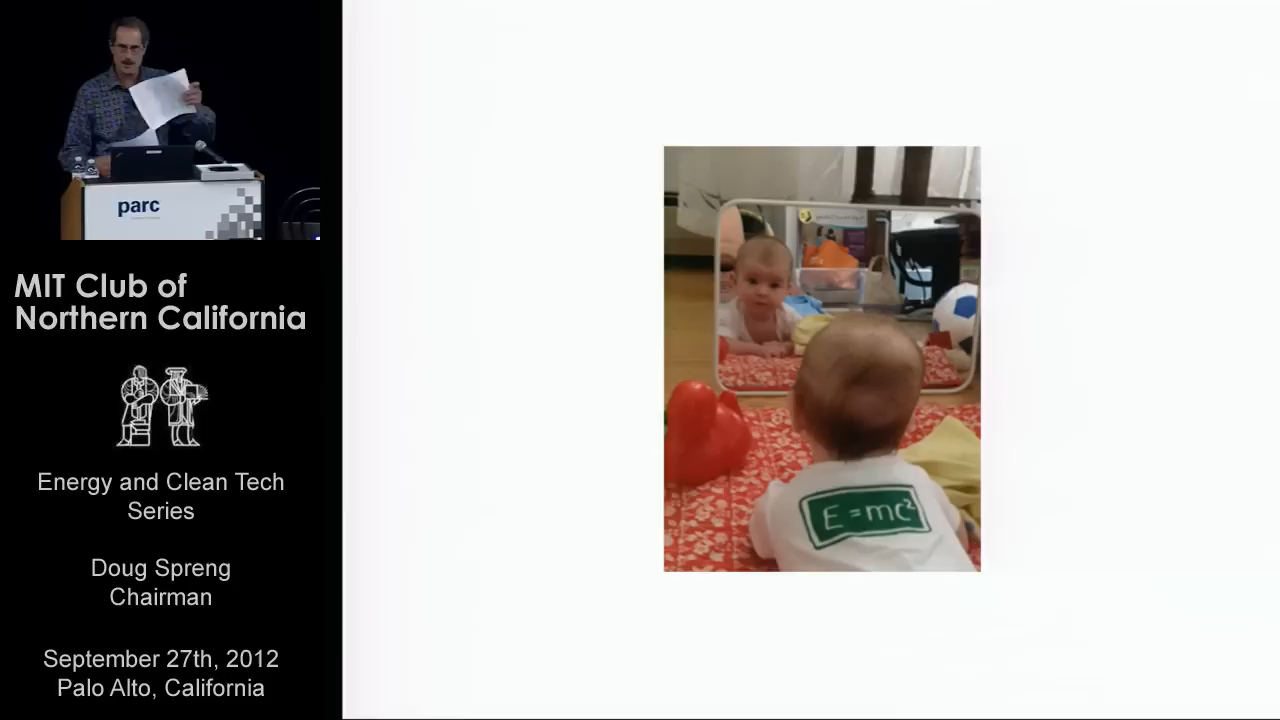 parc
MIT Club of
Northern California
Energy and Clean Tech
Series
Doug Spreng
Chairman
September 27th, 2012
Palo Alto, California
E=mc²